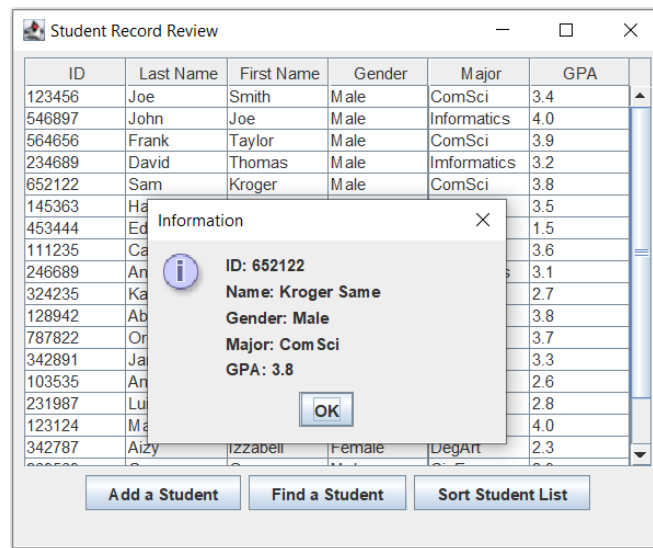 Student Record Review
ID Last Name First Name Gender Major GPA
123456 Joe Smith Male ComSci 3.4
546897 John Joe Male Informatics 4.0
564656 Frank Taylor Male ComSci 3.9
234689 David Thomas Male Imformatics 3.2
652122 Sam Kroger Male ComSci 3.8
145363 3.5
453444 1.5
111235 3.6
246689 3.1
324235 2.7
128942 3.8
787822 3.7
342891 3.3
103535 2.6
231987 2.8
123124 4.0
342787 Aizy Izzabell Female DegArt 2.3
Information
ID: 652122
Name: Kroger Same
Gender: Male
Major: ComSci
GPA: 3.8
OK
Add a Student Find a Student Sort Student List